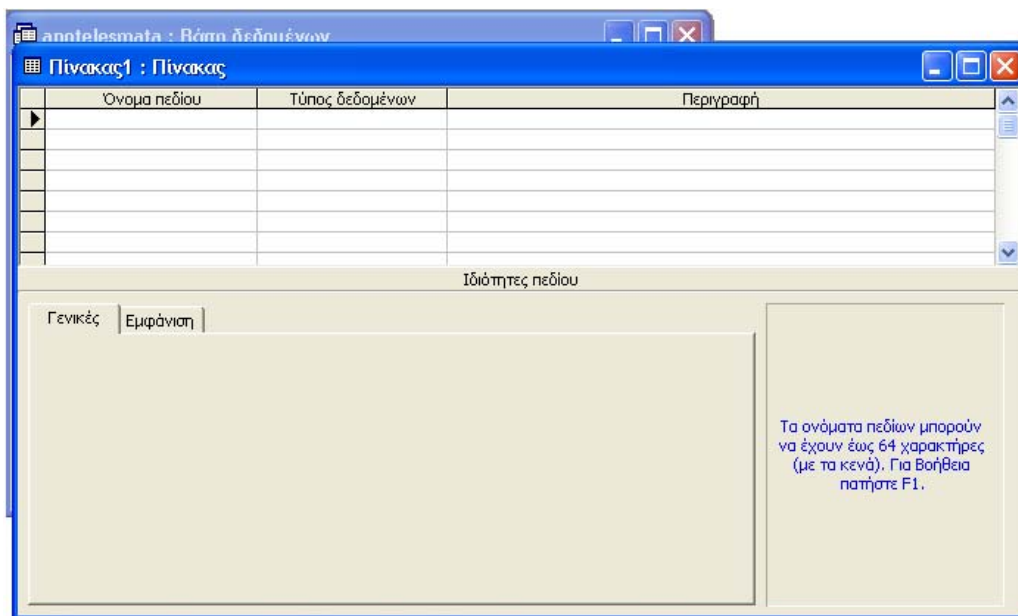 apotelesmata : Βάση δεδομένων
Πίνακας1 : Πίνακας
Όνομα πεδίου Τύπος δεδομένων Περιγραφή
Ιδιότητες πεδίου
Γενικές Εμφάνιση
Τα ονόματα πεδίων μπορούν
να έχουν έως 64 χαρακτήρες
(με τα κενά). Για Βοήθεια
πατήστε F1.